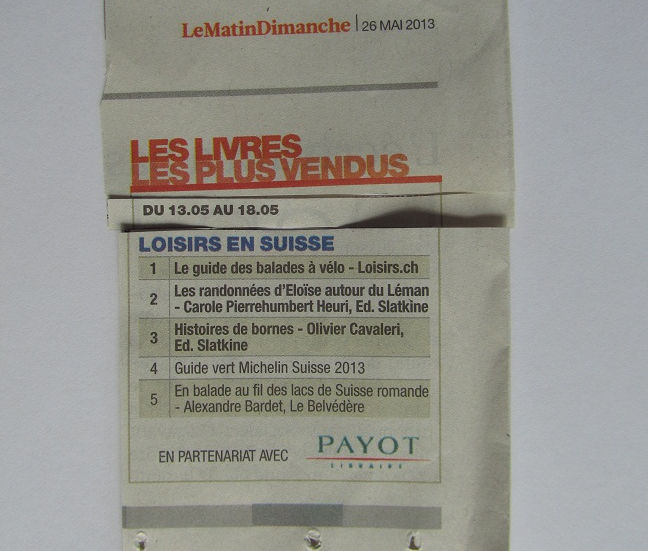 LeMatinDimanche | 26 MAI 2013
LES LIVRES
LES PLUS VENDUS
DU 13.05 AU 18.05
LOISIRS EN SUISSE
1 Le guide des balades à vélo - Loisirs.ch
2 Les randonnées d'Eloïse autour du Léman
- Carole Pierrehumbert Heuri, Ed. Slatkine
3 Histoires de bornes - Olivier Cavaleri,
Ed. Slatkine
4 Guide vert Michelin Suisse 2013
5 En balade au fil des lacs de Suisse romande
- Alexandre Bardet, Le Belvédère
EN PARTENARIAT AVEC
PAYOT
LIBRAIRE